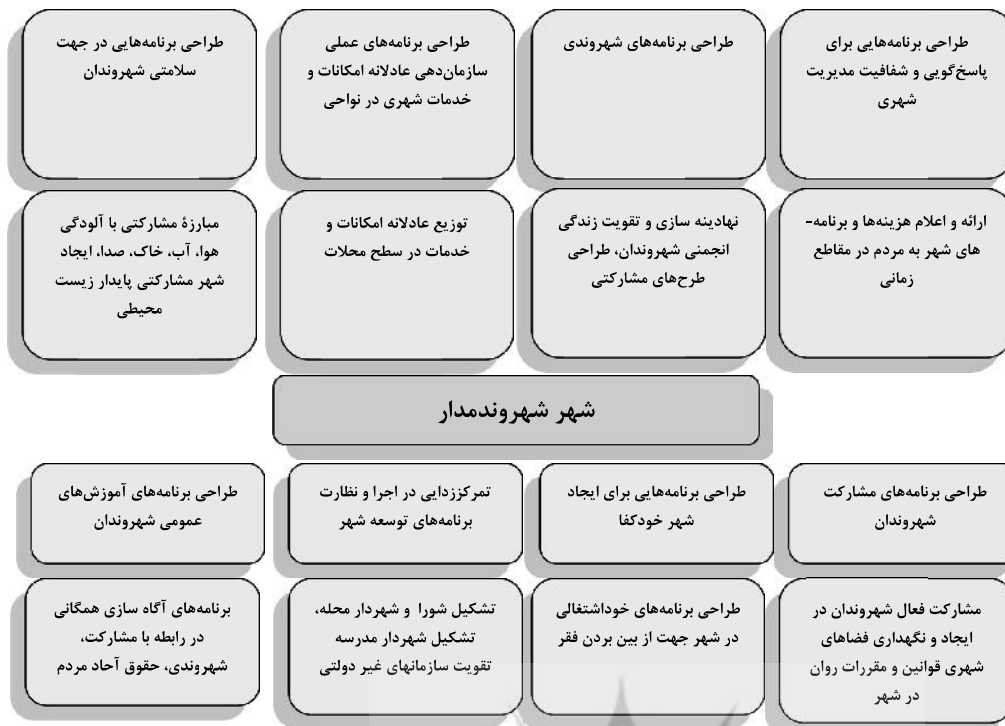 طراحی برنامه‌هایی برای
پاسخ‌گویی و شفافیت مدیریت
شهری
طراحی برنامه‌های شهروندی
طراحی برنامه‌های عملی
سازمان‌دهی عادلانه امکانات و
خدمات شهری در نواحی
طراحی برنامه‌هایی در جهت
سلامتی شهروندان
ارائه و اعلام هزینه‌ها و برنامه-
های شهر به مردم در مقاطع
زمانی
نهادینه سازی و تقویت زندگی
انجمنی شهروندان، طراحی
طرح‌های مشارکتی
توزیع عادلانه امکانات و
خدمات در سطح محلات
مبارزۀ مشارکتی با آلودگی
هوا، آب، خاک، صدا، ایجاد
شهر مشارکتی پایدار زیست
محیطی
شهر شهروندمدار
طراحی برنامه‌های مشارکت
شهروندان
طراحی برنامه‌هایی برای ایجاد
شهر خودکفا
تمرکززدایی در اجرا و نظارت
برنامه‌های توسعه شهر
طراحی برنامه‌های آموزش‌های
عمومی شهروندان
مشارکت فعال شهروندان در
ایجاد و نگهداری فضاهای
شهری قوانین و مقررات روان
در شهر
طراحی برنامه‌های خوداشتغالی
در شهر جهت از بین بردن فقر
تشکیل شورا و شهردار محله،
تشکیل شهردار مدرسه
تقویت سازمانهای غیر دولتی
برنامه‌های آگاه سازی همگانی
در رابطه با مشارکت،
شهروندی، حقوق آحاد مردم